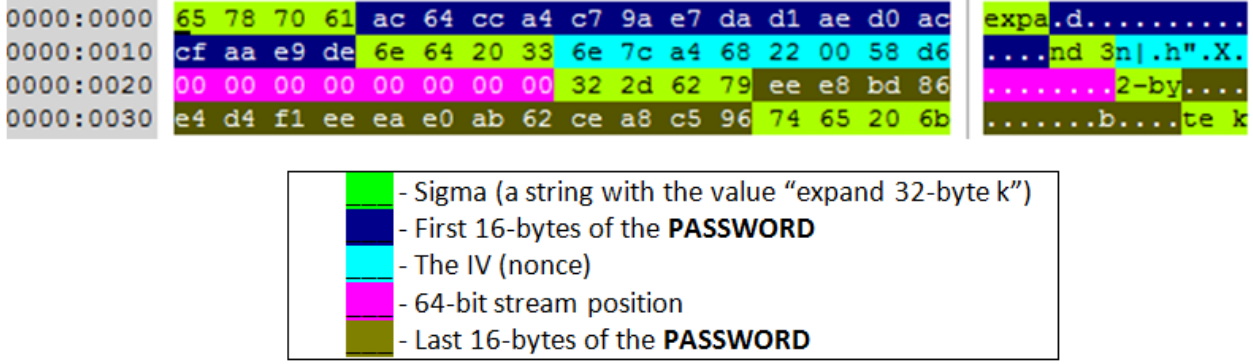 0000:0000 65 78 70 61 ac 64 cc a4 c7 9a e7 da d1 ae d0 ac expa.d..........
0000:0010 cf aa e9 de 6e 64 20 33 6e 7c a4 68 22 00 58 d6 ....nd 3n|.h".X.
0000:0020 00 00 00 00 00 00 00 00 32 2d 62 79 ee e8 bd 86 ........2-by....
0000:0030 e4 d4 f1 ee ea e0 ab 62 ce a8 c5 96 74 65 20 6b .......b....te k
- Sigma (a string with the value “expand 32-byte k”)
- First 16-bytes of the PASSWORD
- The IV (nonce)
- 64-bit stream position
- Last 16-bytes of the PASSWORD